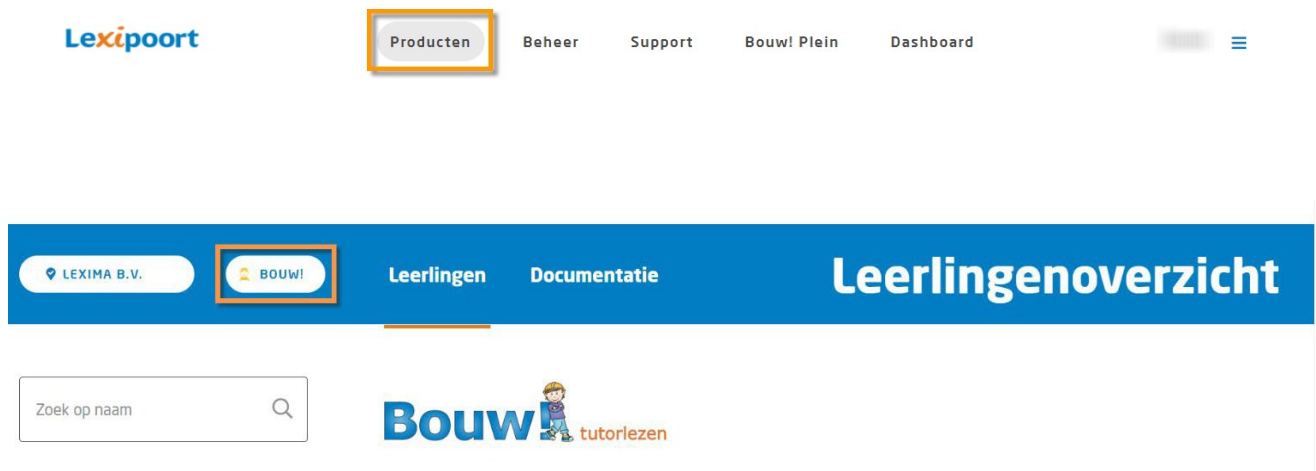 Lexipoort Producten Beheer Support Bouw! Plein Dashboard
LEXIMA B.V. BOUW! Leerlingen Documentatie Leerlingenoverzicht
Zoek op naam
Bouw! tutorlezen